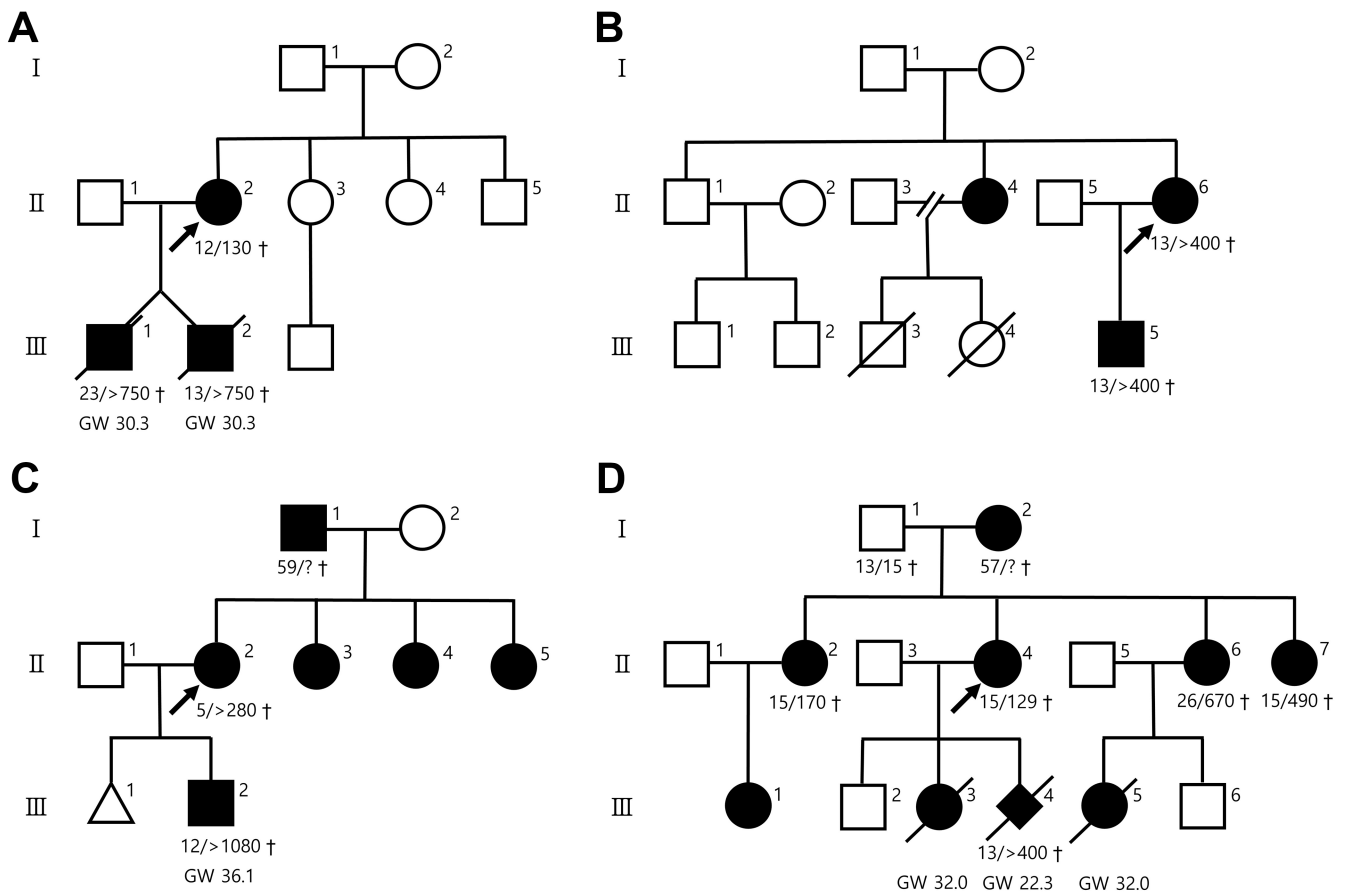 A
I
1
2
II
1
2
3
4
5
12/130 †
III
1
2
23/>750 †
13/>750 †
GW 30.3
GW 30.3
B
I
1
2
II
1
2
3
4
5
6
13/>400 †
III
1
2
3
4
5
13/>400 †
C
I
1
2
59/? †
II
1
2
3
4
5
5/>280 †
III
1
2
12/>1080 †
GW 36.1
D
I
1
2
13/15 †
57/? †
II
1
2
3
4
5
6
7
15/170 †
15/129 †
26/670 †
15/490 †
III
1
2
3
4
5
6
13/>400 †
GW 32.0
GW 22.3
GW 32.0